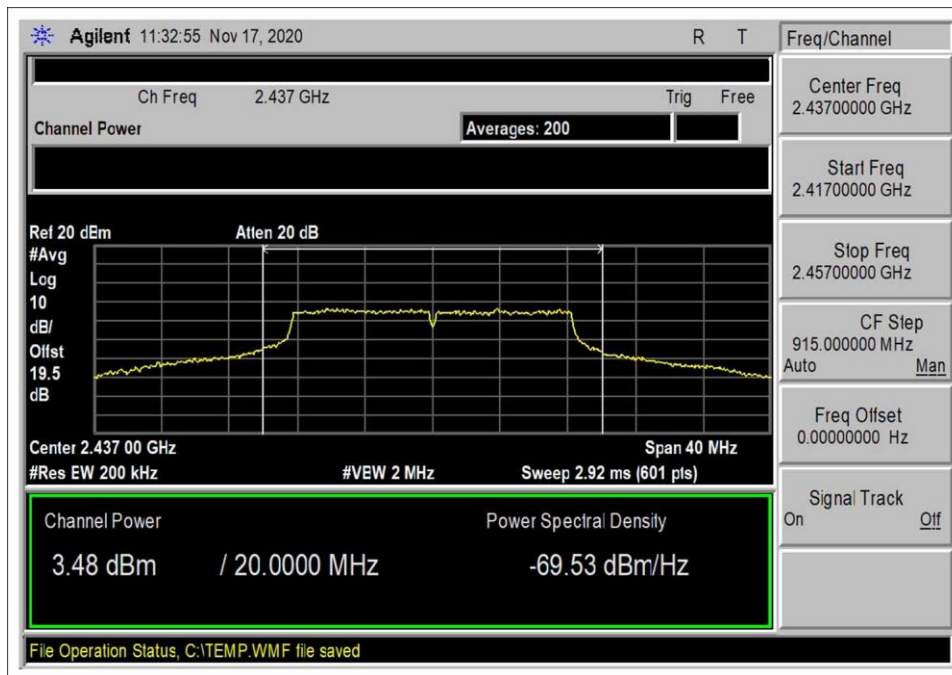 Agilent 11:32:55 Nov 17, 2020 R T
Freq/Channel
Ch Freq 2.437 GHz Trig Free
Channel Power Averages: 200
Center Freq
2.43700000 GHz
Start Freq
2.41700000 GHz
Stop Freq
2.45700000 GHz
CF Step
915.000000 MHz
Auto Man
Freq Offset
0.00000000 Hz
Signal Track
On Off
Ref 20 dBm Atten 20 dB
#Avg
Log
10
dB/
Offst
19.5
dB
Center 2.437 00 GHz Span 40 MHz
#Res EW 200 kHz #VEW 2 MHz Sweep 2.92 ms (601 pts)
Channel Power Power Spectral Density
3.48 dBm / 20.0000 MHz -69.53 dBm/Hz
File Operation Status, C:\TEMP.WMF file saved